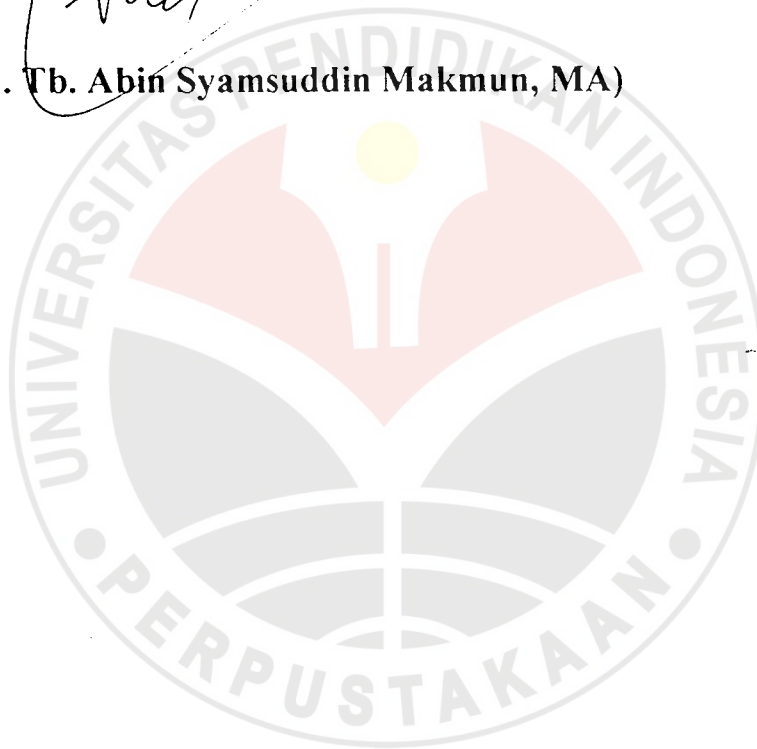 . Tb. Abin Syamsuddin Makmun, MA)
UNIVERSITAS PENDIDIKAN INDONESIA
PERPUSTAKAAN